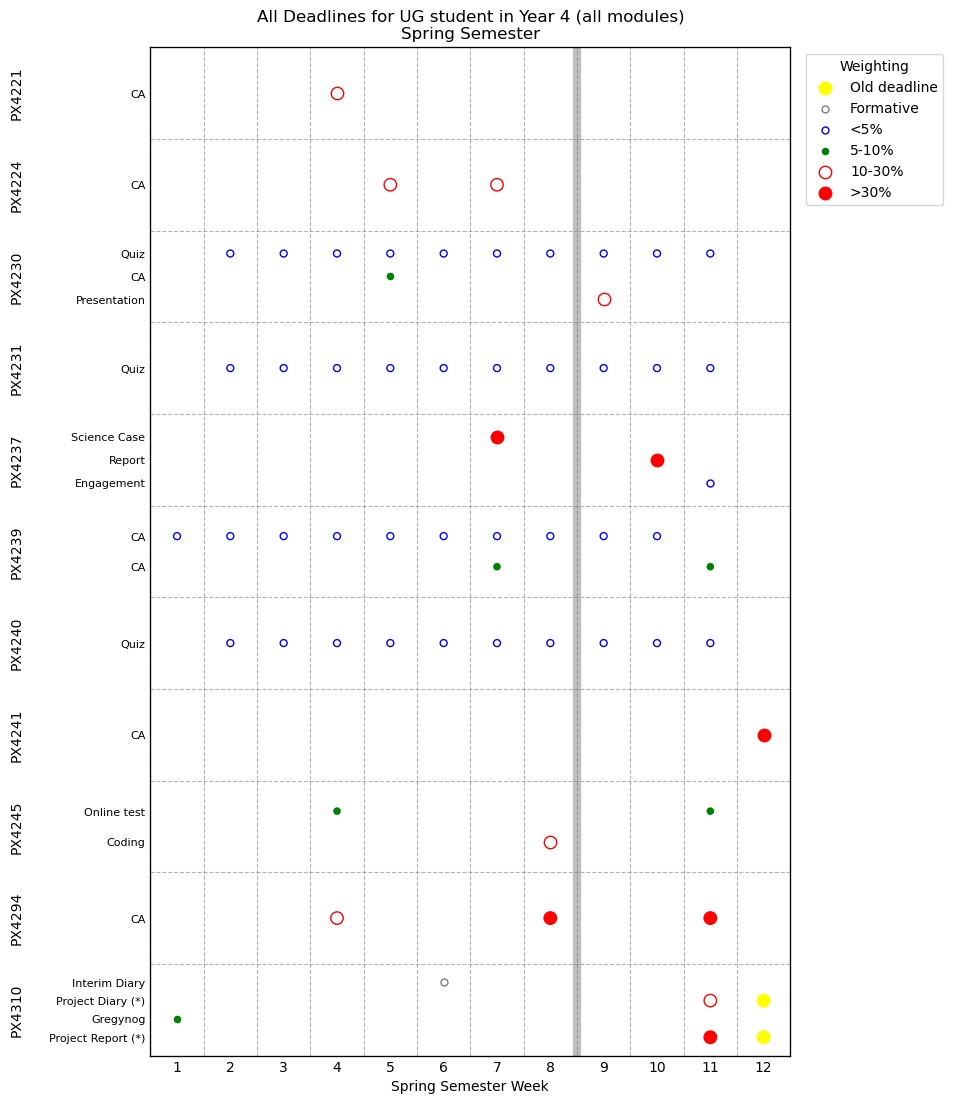 All Deadlines for UG student in Year 4 (all modules)
Spring Semester
Weighting
Old deadline
Formative
<5%
5-10%
10-30%
>30%
PX4221
CA
PX4224
CA
PX4230
Quiz
CA
Presentation
PX4231
Quiz
PX4237
Science Case
Report
Engagement
PX4239
CA
CA
PX4240
Quiz
PX4241
CA
PX4245
Online test
Coding
PX4294
CA
PX4310
Interim Diary
Project Diary (*)
Gregynog
Project Report (*)
1 2 3 4 5 6 7 8 9 10 11 12
Spring Semester Week